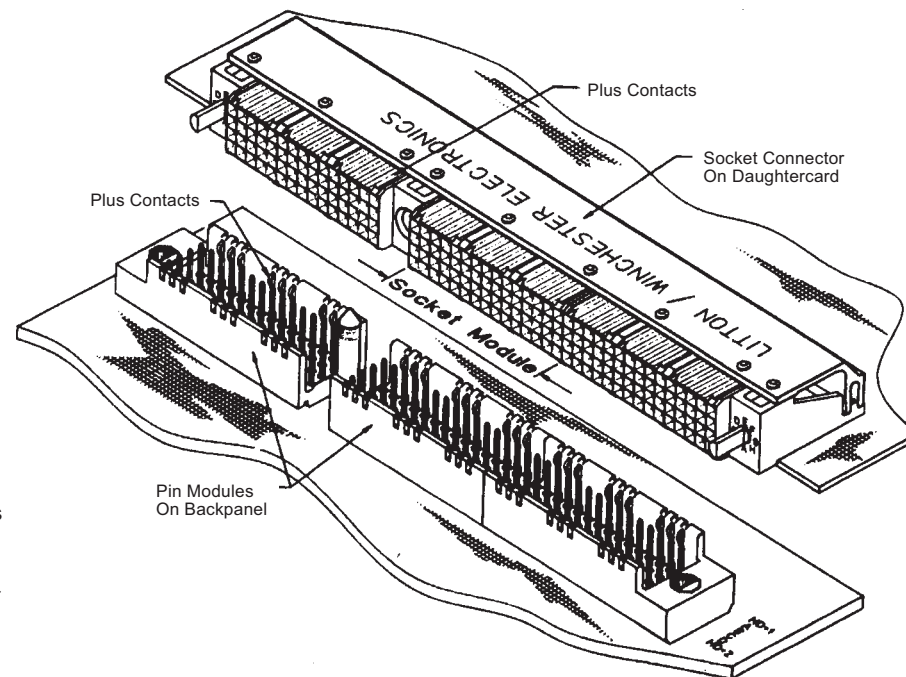 Plus Contacts
Socket Connector
On Daughtercard
LITTON / WINCHESTER ELECTRONICS
Plus Contacts
Socket Module
Pin Modules
On Backpanel
s